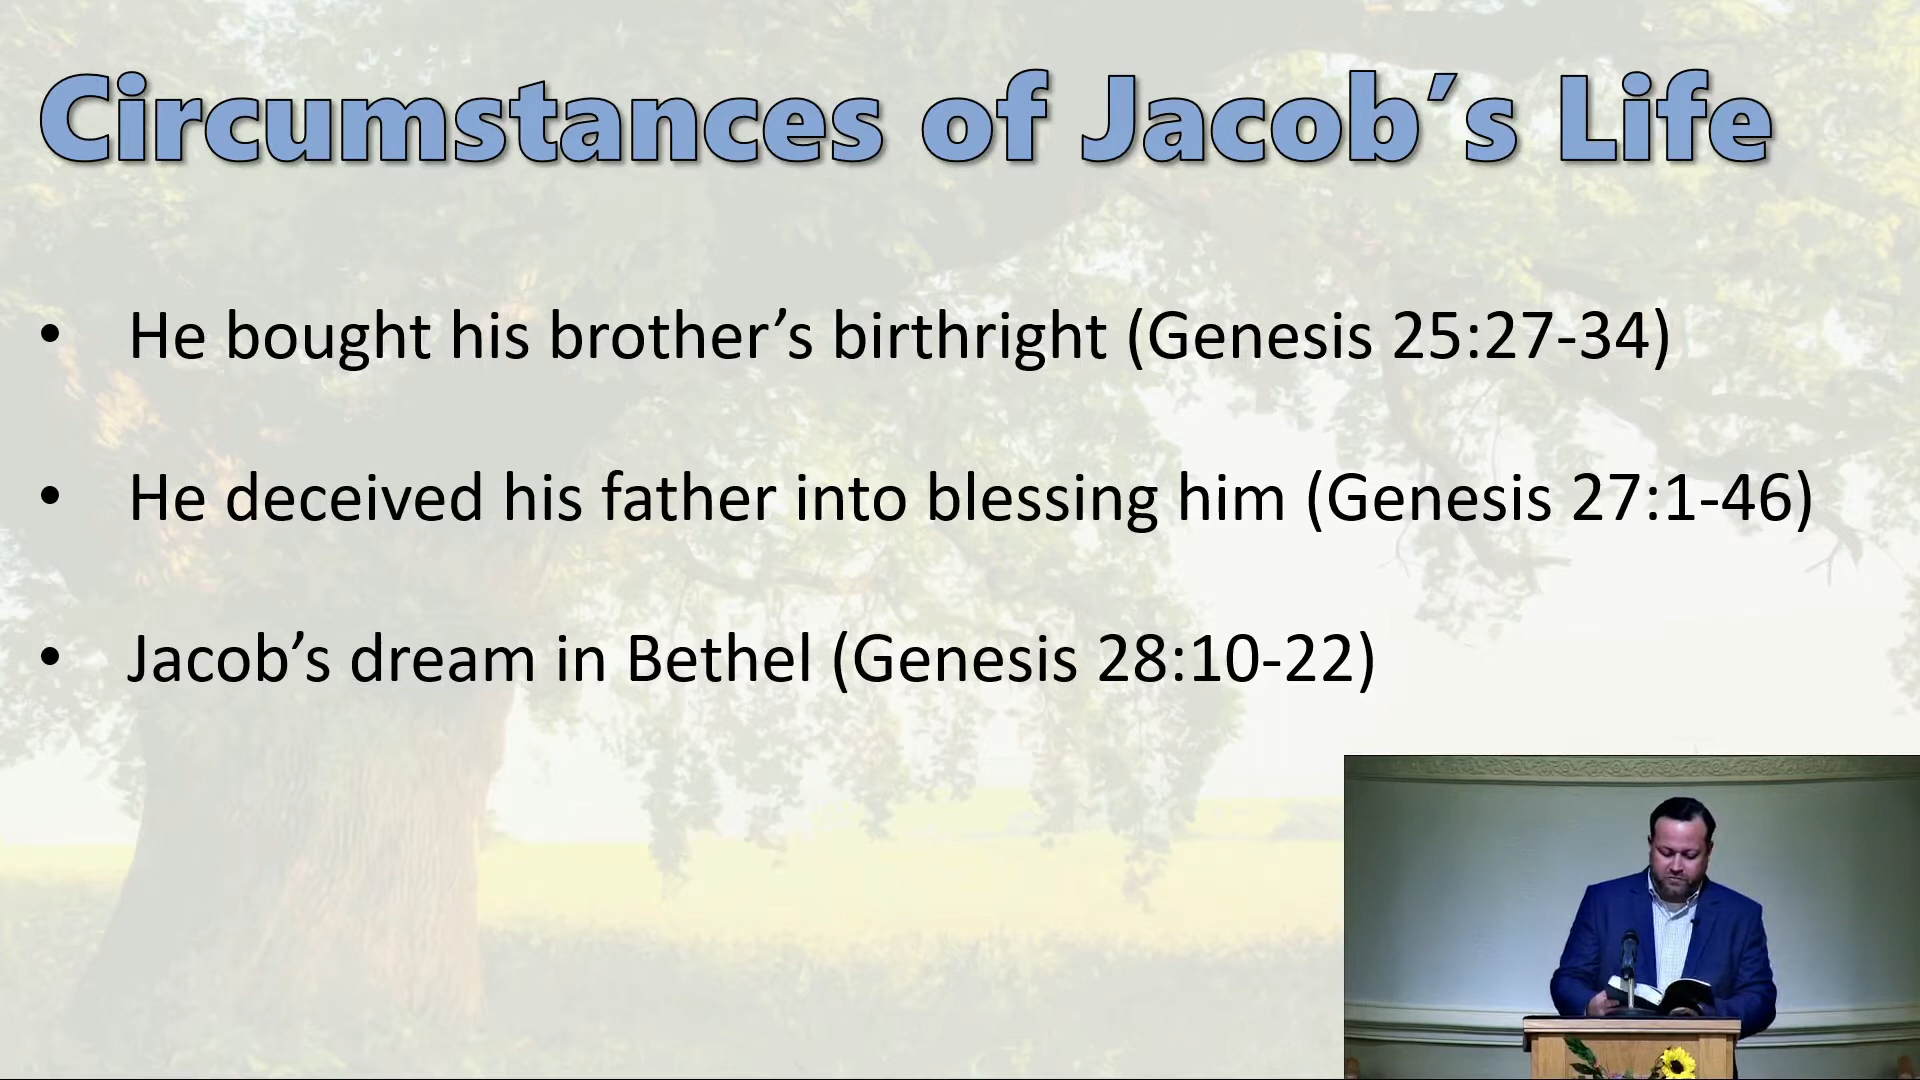 Circumstances of Jacob’s Life
• He bought his brother’s birthright (Genesis 25:27-34)
• He deceived his father into blessing him (Genesis 27:1-46)
• Jacob’s dream in Bethel (Genesis 28:10-22)